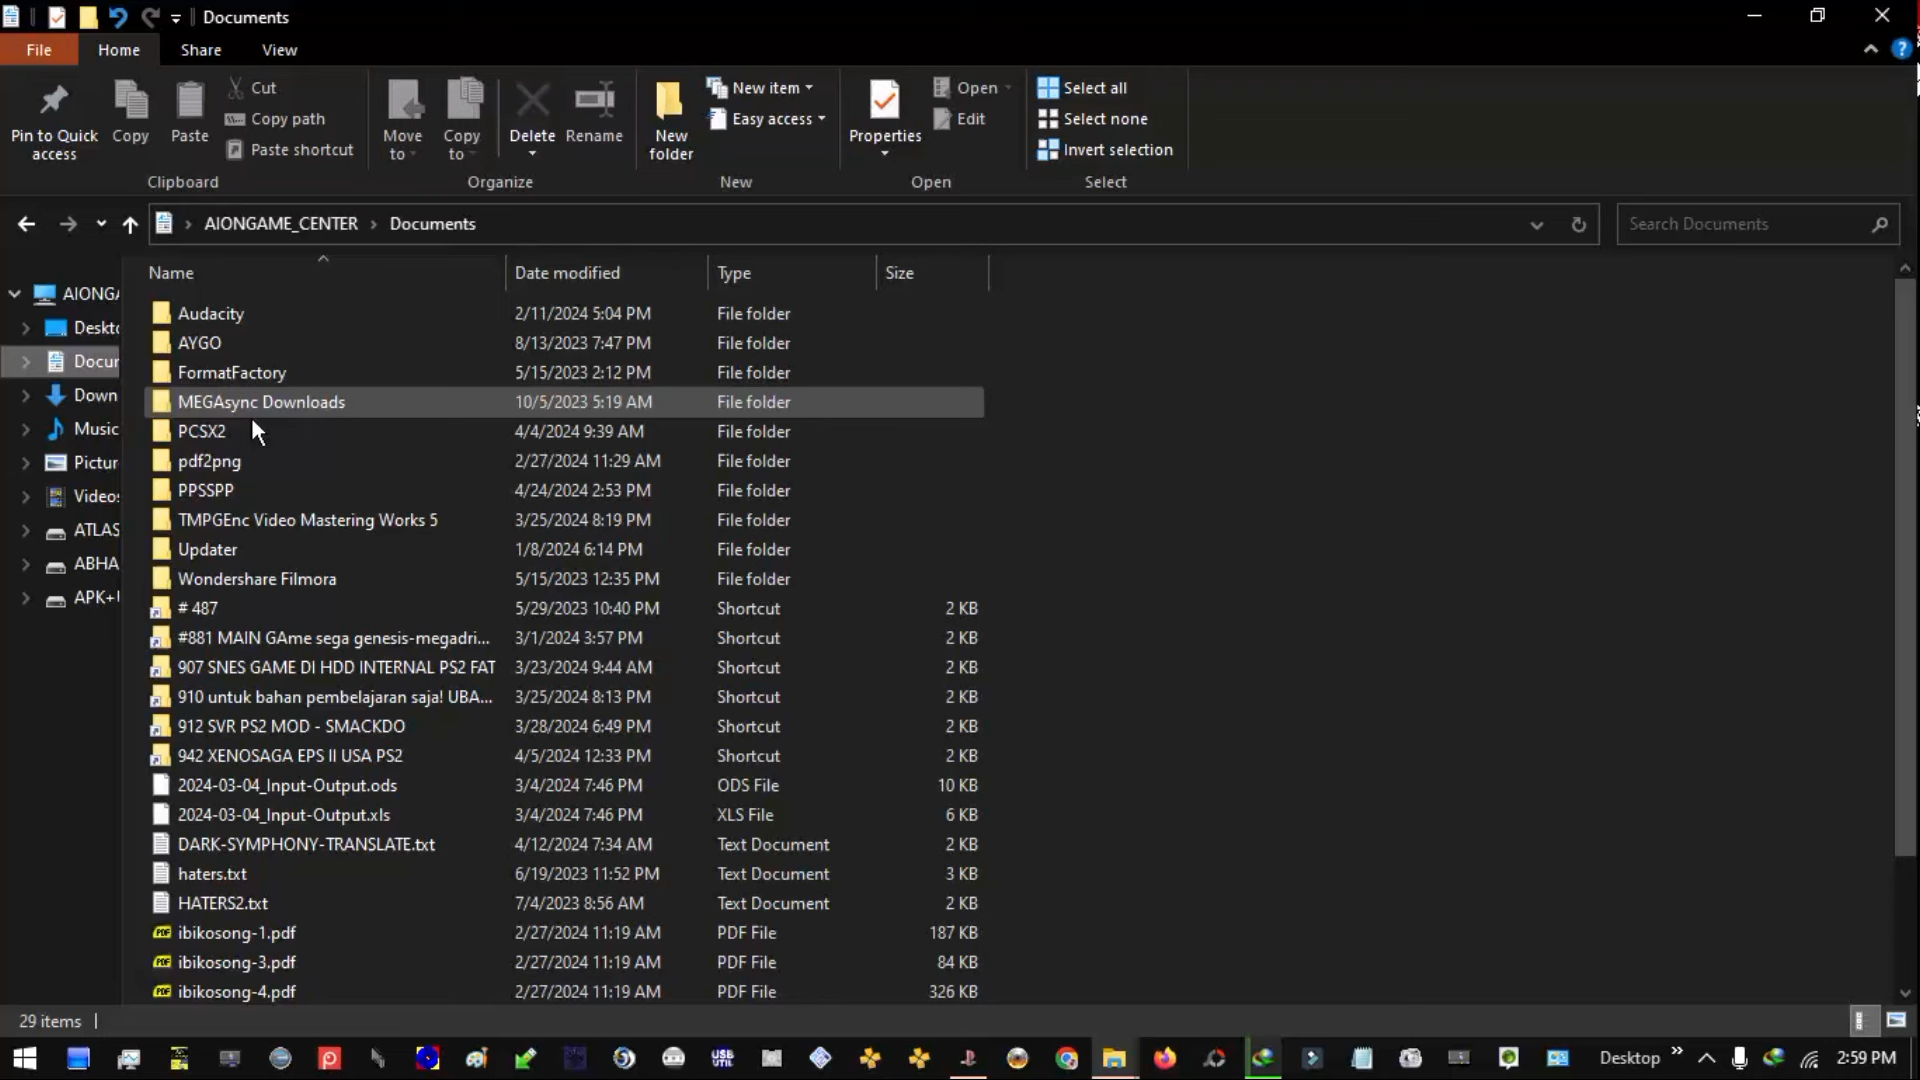 Documents
File Home Share View
Pin to Quick access
Copy
Paste
Cut
Copy path
Paste shortcut
Move to
Copy to
Delete
Rename
New folder
New item
Easy access
Properties
Open
Edit
Select all
Select none
Invert selection
Clipboard Organize New Open Select
AIONGAME_CENTER › Documents
Search Documents
AIONGA
Deskto
Docur
Down
Music
Pictur
Videos
ATLAS
ABHA
APK+
Name Date modified Type Size
Audacity 2/11/2024 5:04 PM File folder
AYGO 8/13/2023 7:47 PM File folder
FormatFactory 5/15/2023 2:12 PM File folder
MEGAsync Downloads 10/5/2023 5:19 AM File folder
PCSX2 4/4/2024 9:39 AM File folder
pdf2png 2/27/2024 11:29 AM File folder
PPSSPP 4/24/2024 2:53 PM File folder
TMPGEnc Video Mastering Works 5 3/25/2024 8:19 PM File folder
Updater 1/8/2024 6:14 PM File folder
Wondershare Filmora 5/15/2023 12:35 PM File folder
# 487 5/29/2023 10:40 PM Shortcut 2 KB
#881 MAIN GAme sega genesis-megadri... 3/1/2024 3:57 PM Shortcut 2 KB
907 SNES GAME DI HDD INTERNAL PS2 FAT 3/23/2024 9:44 AM Shortcut 2 KB
910 untuk bahan pembelajaran saja! UBA... 3/25/2024 8:13 PM Shortcut 2 KB
912 SVR PS2 MOD - SMACKDO 3/28/2024 6:49 PM Shortcut 2 KB
942 XENOSAGA EPS II USA PS2 4/5/2024 12:33 PM Shortcut 2 KB
2024-03-04_Input-Output.ods 3/4/2024 7:46 PM ODS File 10 KB
2024-03-04_Input-Output.xls 3/4/2024 7:46 PM XLS File 6 KB
DARK-SYMPHONY-TRANSLATE.txt 4/12/2024 7:34 AM Text Document 2 KB
haters.txt 6/19/2023 11:52 PM Text Document 3 KB
HATERS2.txt 7/4/2023 8:56 AM Text Document 2 KB
ibikosong-1.pdf 2/27/2024 11:19 AM PDF File 187 KB
ibikosong-3.pdf 2/27/2024 11:19 AM PDF File 84 KB
ibikosong-4.pdf 2/27/2024 11:19 AM PDF File 326 KB
29 items
USB UTIL
Desktop » 2:59 PM